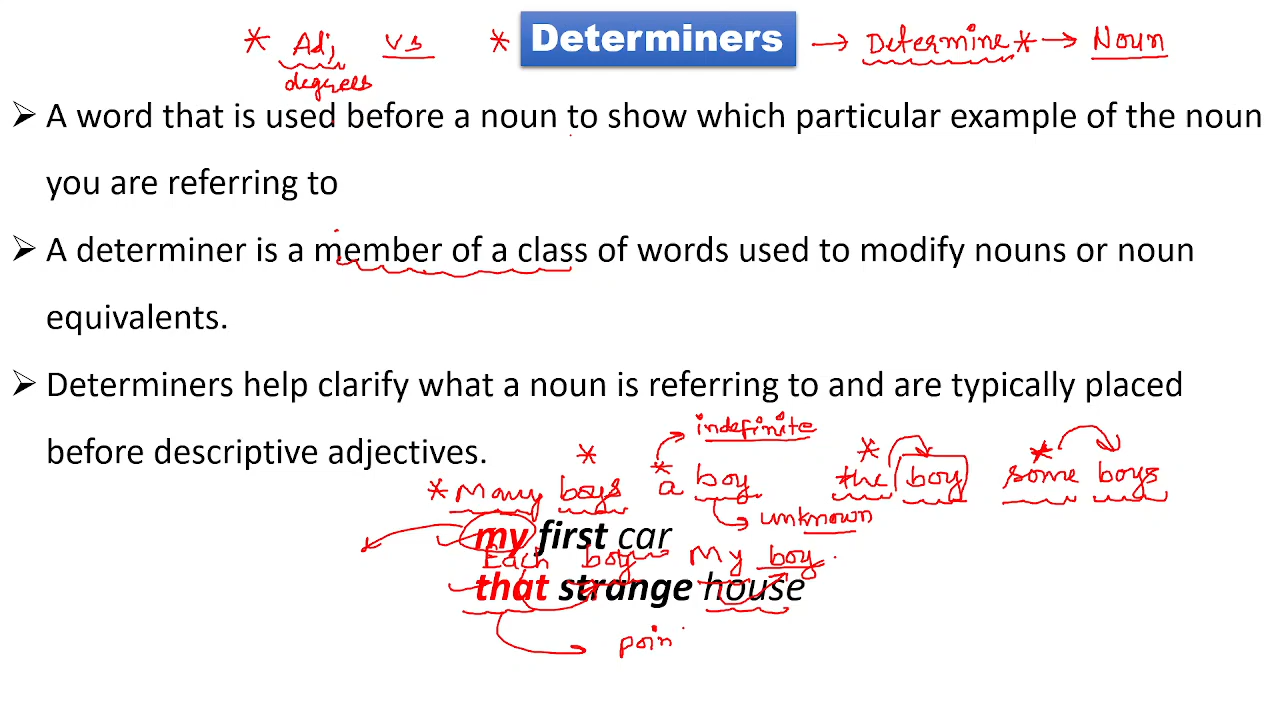 * Adj vs * Determiners → Determine * → Noun
degrees
➢ A word that is used before a noun to show which particular example of the noun
you are referring to
➢ A determiner is a member of a class of words used to modify nouns or noun
equivalents.
➢ Determiners help clarify what a noun is referring to and are typically placed
indefinite
before descriptive adjectives.
* Many boys a boy the boy some boys
unknown
my first car
Each boy My boy
that strange house
poin